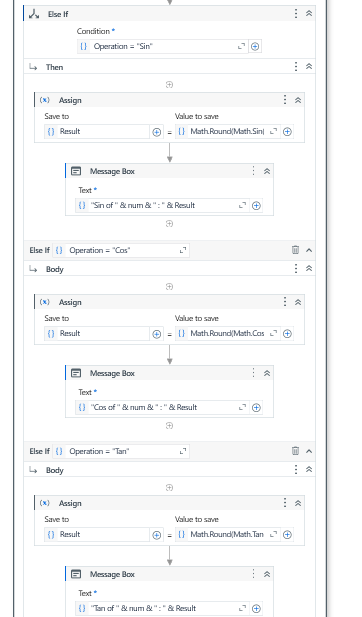 Else If
Condition *
Operation = "Sin"
Then
Assign
Save to
Value to save
Result
=
Math.Round(Math.Sin(
Message Box
Text *
"Sin of " & num & " : " & Result
Else If
Operation = "Cos"
Body
Assign
Save to
Value to save
Result
=
Math.Round(Math.Cos
Message Box
Text *
"Cos of " & num & " : " & Result
Else If
Operation = "Tan"
Body
Assign
Save to
Value to save
Result
=
Math.Round(Math.Tan
Message Box
Text *
"Tan of " & num & " : " & Result